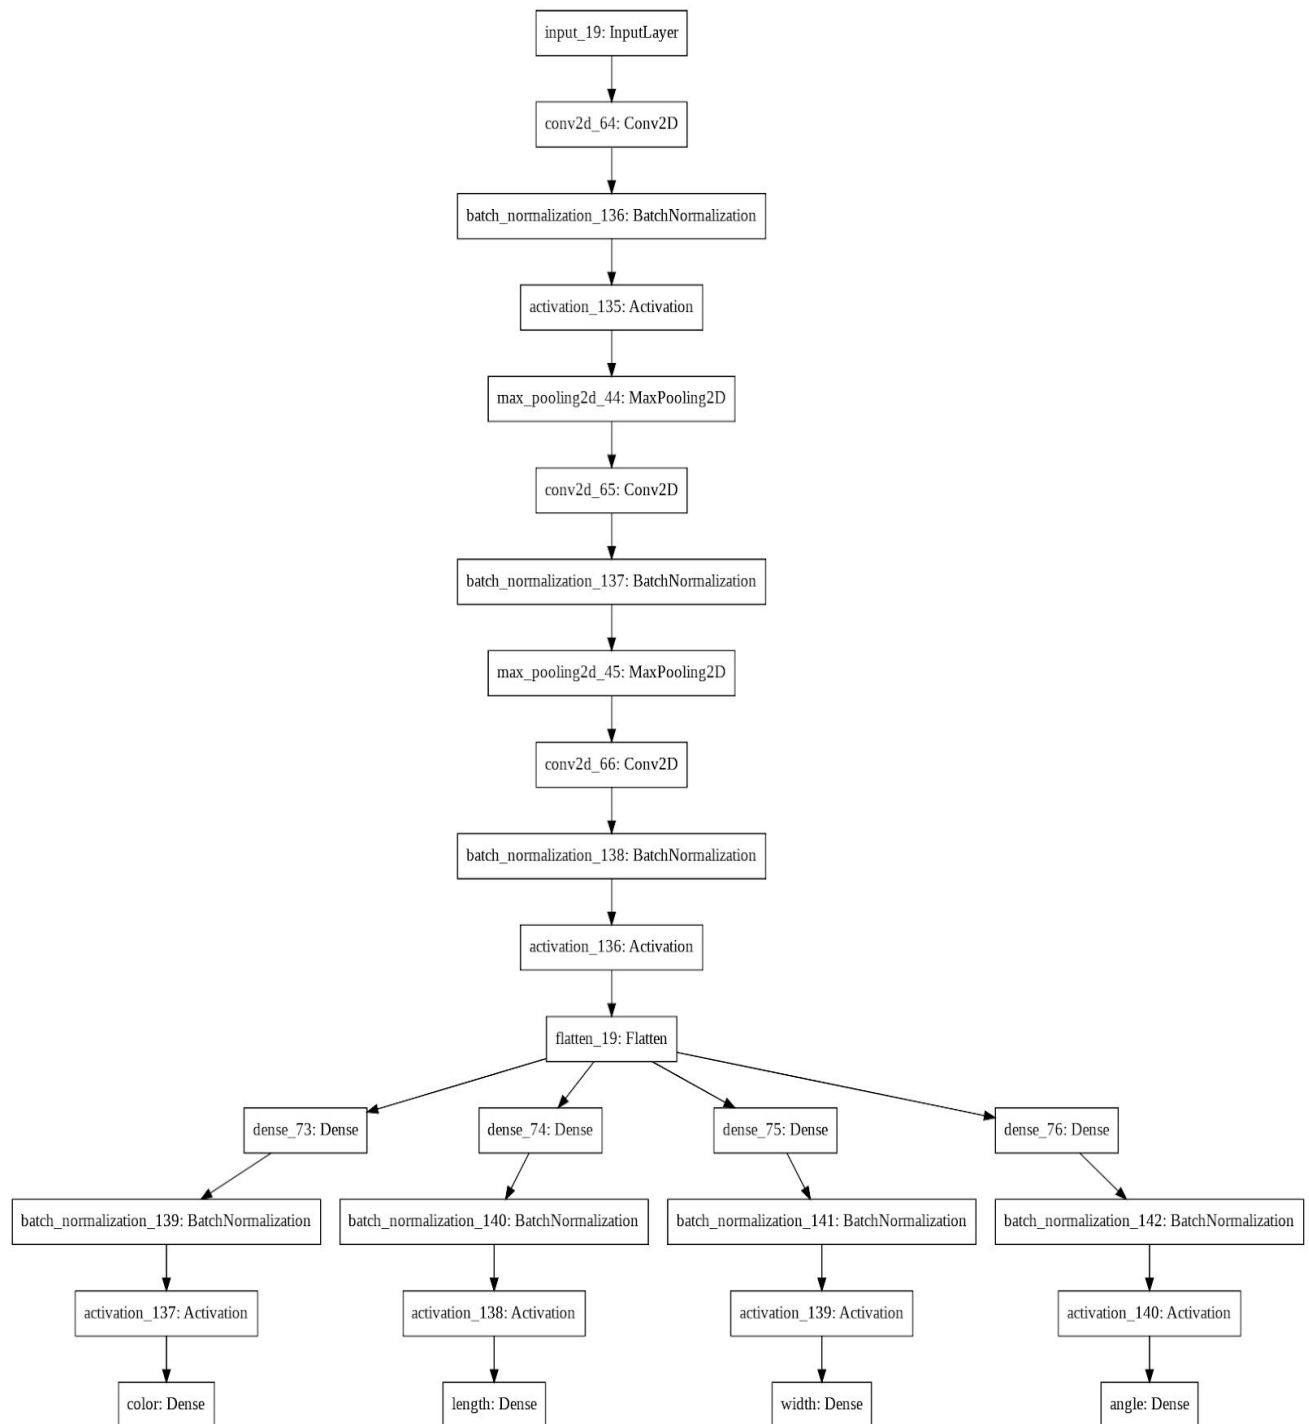 input_19: InputLayer
conv2d_64: Conv2D
batch_normalization_136: BatchNormalization
activation_135: Activation
max_pooling2d_44: MaxPooling2D
conv2d_65: Conv2D
batch_normalization_137: BatchNormalization
max_pooling2d_45: MaxPooling2D
conv2d_66: Conv2D
batch_normalization_138: BatchNormalization
activation_136: Activation
flatten_19: Flatten
dense_73: Dense
dense_74: Dense
dense_75: Dense
dense_76: Dense
batch_normalization_139: BatchNormalization
batch_normalization_140: BatchNormalization
batch_normalization_141: BatchNormalization
batch_normalization_142: BatchNormalization
activation_137: Activation
activation_138: Activation
activation_139: Activation
activation_140: Activation
color: Dense
length: Dense
width: Dense
angle: Dense